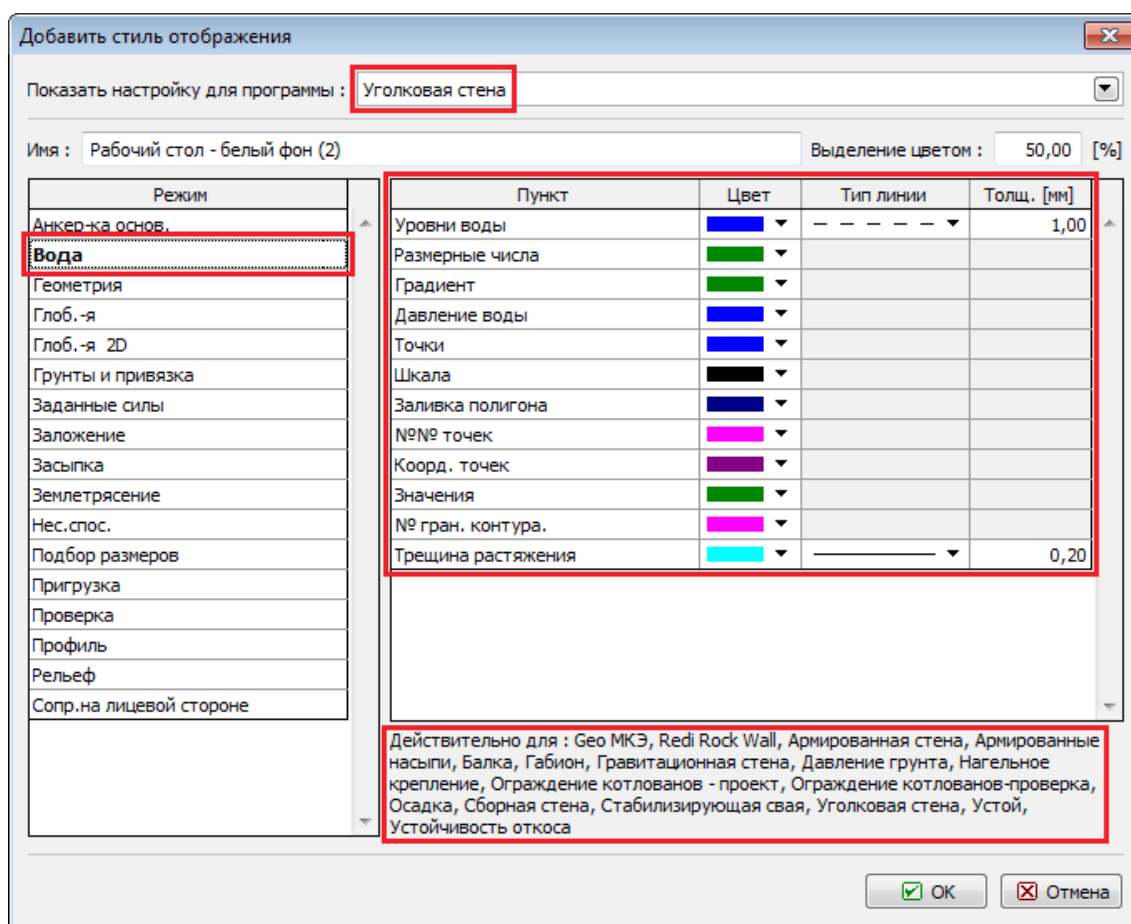 Добавить стиль отображения
Показать настройку для программы : Уголковая стена
Имя : Рабочий стол - белый фон (2) Выделение цветом : 50,00 [%]
Режим
Анкер-ка основ.
Вода
Геометрия
Глоб.-я
Глоб.-я 2D
Грунты и привязка
Заданные силы
Заложение
Засыпка
Землетрясение
Нес.спос.
Подбор размеров
Пригрузка
Проверка
Профиль
Рельеф
Сопр.на лицевой стороне
Пункт Цвет Тип линии Толщ. [мм]
Уровни воды 1,00
Размерные числа
Градиент
Давление воды
Точки
Шкала
Заливка полигона
№№ точек
Коорд. точек
Значения
№ гран. контура.
Трещина растяжения 0,20
Действительно для : Geo МКЭ, Redi Rock Wall, Армированная стена, Армированные
насыпи, Балка, Габион, Гравитационная стена, Давление грунта, Нагельное
крепление, Ограждение котлованов - проект, Ограждение котлованов-проверка,
Осадка, Сборная стена, Стабилизирующая свая, Уголковая стена, Устой,
Устойчивость откоса
OK Отмена